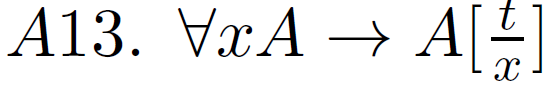 A13. ∀xA → A[t/x]